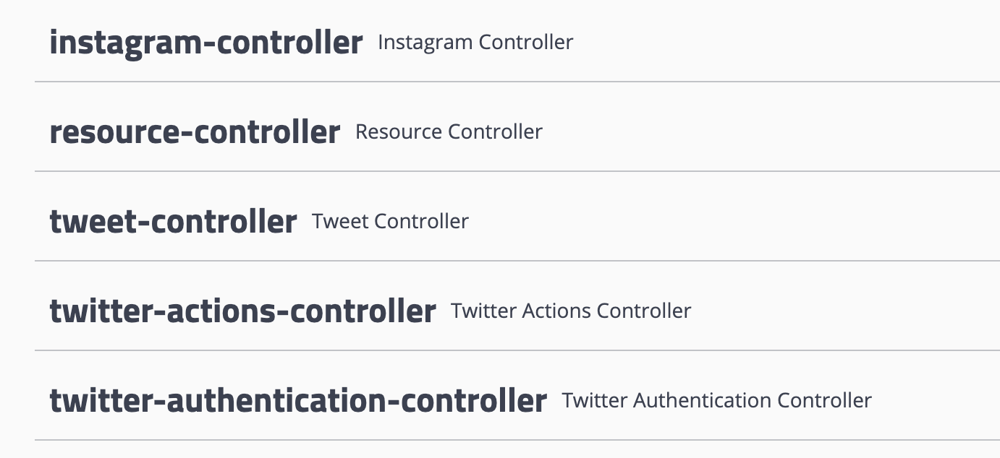 instagram-controller Instagram Controller
resource-controller Resource Controller
tweet-controller Tweet Controller
twitter-actions-controller Twitter Actions Controller
twitter-authentication-controller Twitter Authentication Controller